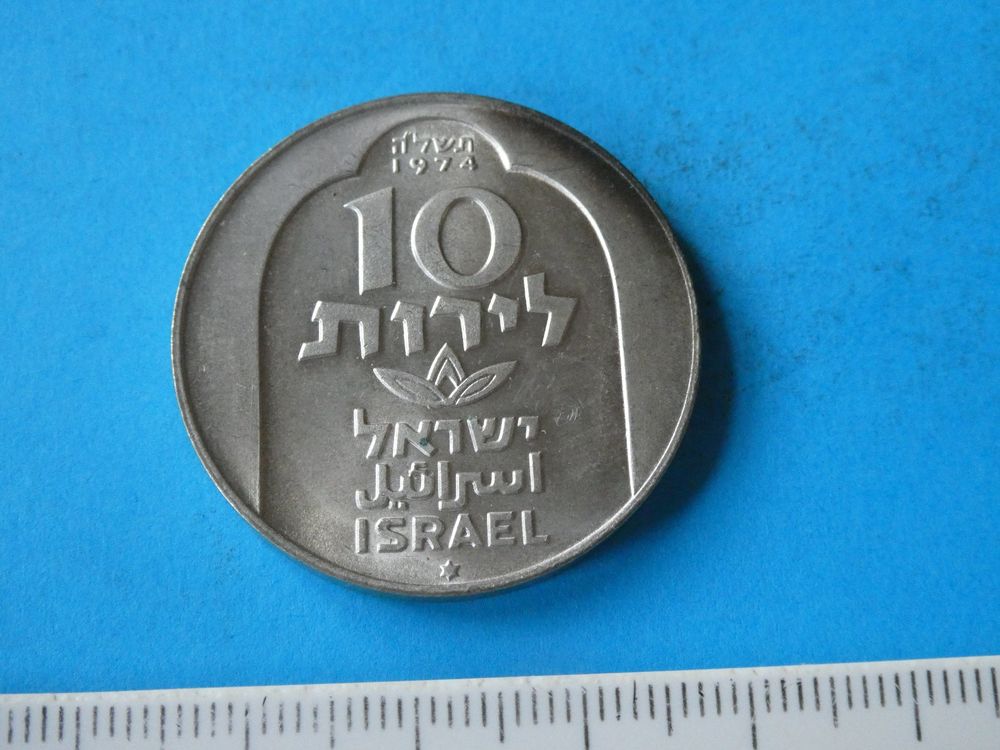 תשל"ה
1974
10
לירות
ישראל
اسرائيل
ISRAEL